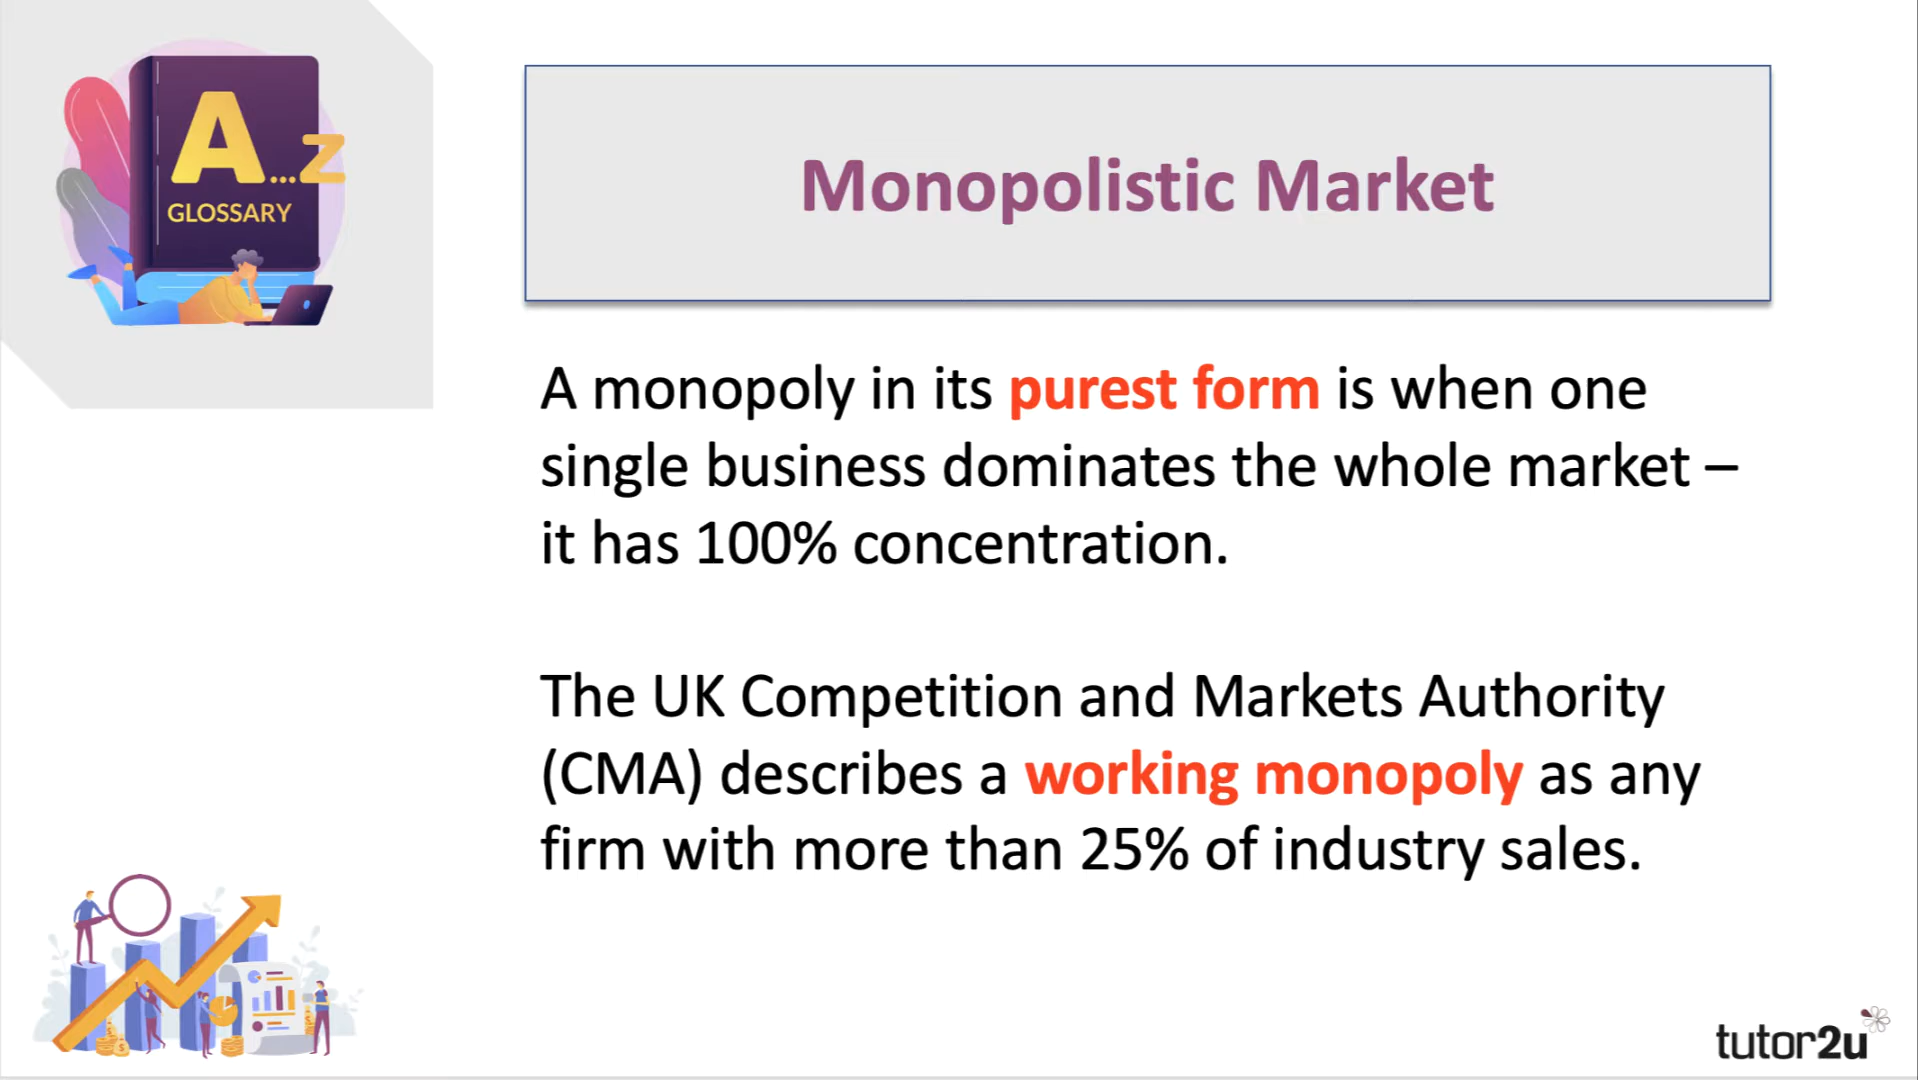 A...Z
GLOSSARY
Monopolistic Market
A monopoly in its purest form is when one
single business dominates the whole market –
it has 100% concentration.
The UK Competition and Markets Authority
(CMA) describes a working monopoly as any
firm with more than 25% of industry sales.
tutor2u